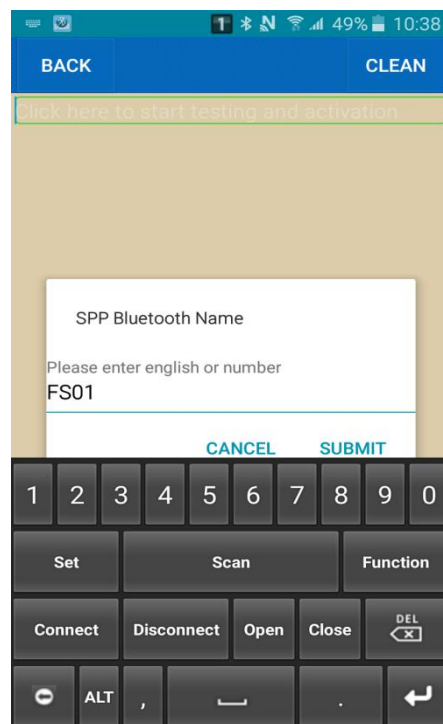 1 49% 10:38
BACK CLEAN
Click here to start testing and activation
SPP Bluetooth Name
Please enter english or number
FS01
CANCEL SUBMIT
1 2 3 4 5 6 7 8 9 0
Set Scan Function
Connect Disconnect Open Close DEL
ALT , .